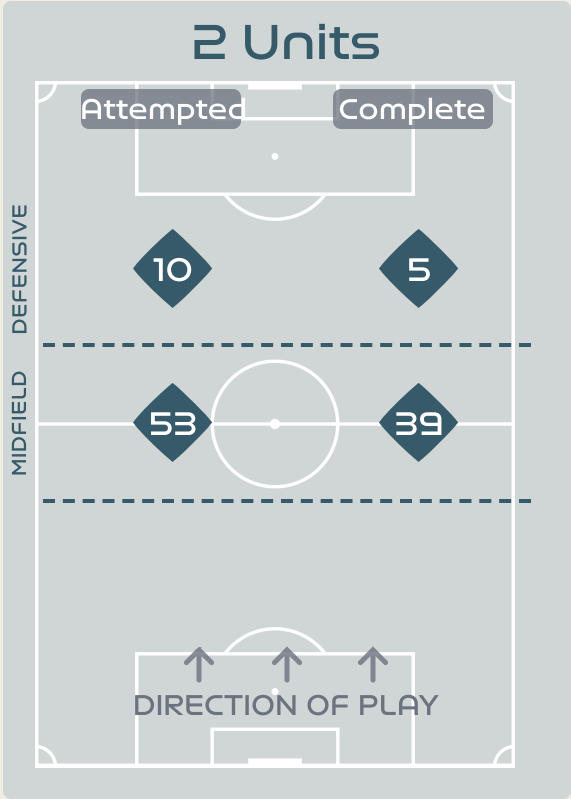 2 Units
Attempted
Complete
DEFENSIVE
10
5
MIDFIELD
53
39
DIRECTION OF PLAY